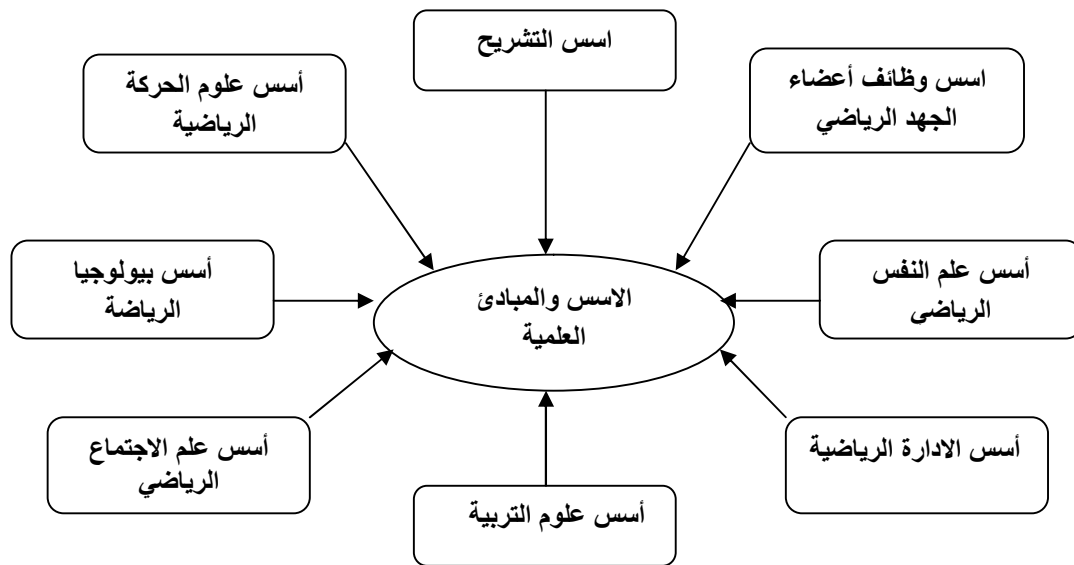 اسس التشريح
اسس وظائف أعضاء
الجهد الرياضي
أسس علوم الحركة
الرياضية
أسس علم النفس
الرياضي
الاسس والمبادئ
العلمية
أسس بيولوجيا
الرياضة
أسس الادارة الرياضية
أسس علم الاجتماع
الرياضي
أسس علوم التربية